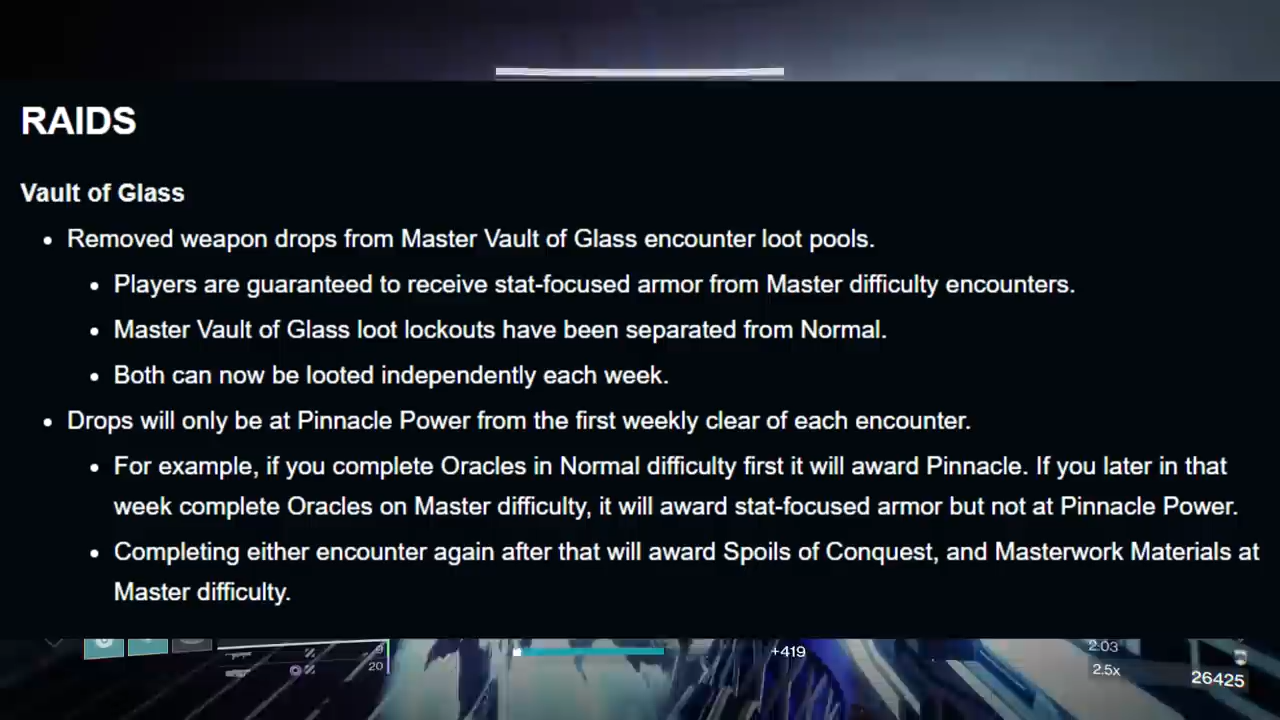 RAIDS
Vault of Glass
• Removed weapon drops from Master Vault of Glass encounter loot pools.
• Players are guaranteed to receive stat-focused armor from Master difficulty encounters.
• Master Vault of Glass loot lockouts have been separated from Normal.
• Both can now be looted independently each week.
• Drops will only be at Pinnacle Power from the first weekly clear of each encounter.
• For example, if you complete Oracles in Normal difficulty first it will award Pinnacle. If you later in that
week complete Oracles on Master difficulty, it will award stat-focused armor but not at Pinnacle Power.
• Completing either encounter again after that will award Spoils of Conquest, and Masterwork Materials at
Master difficulty.
9
20
+419
2:03
2.5x
26425